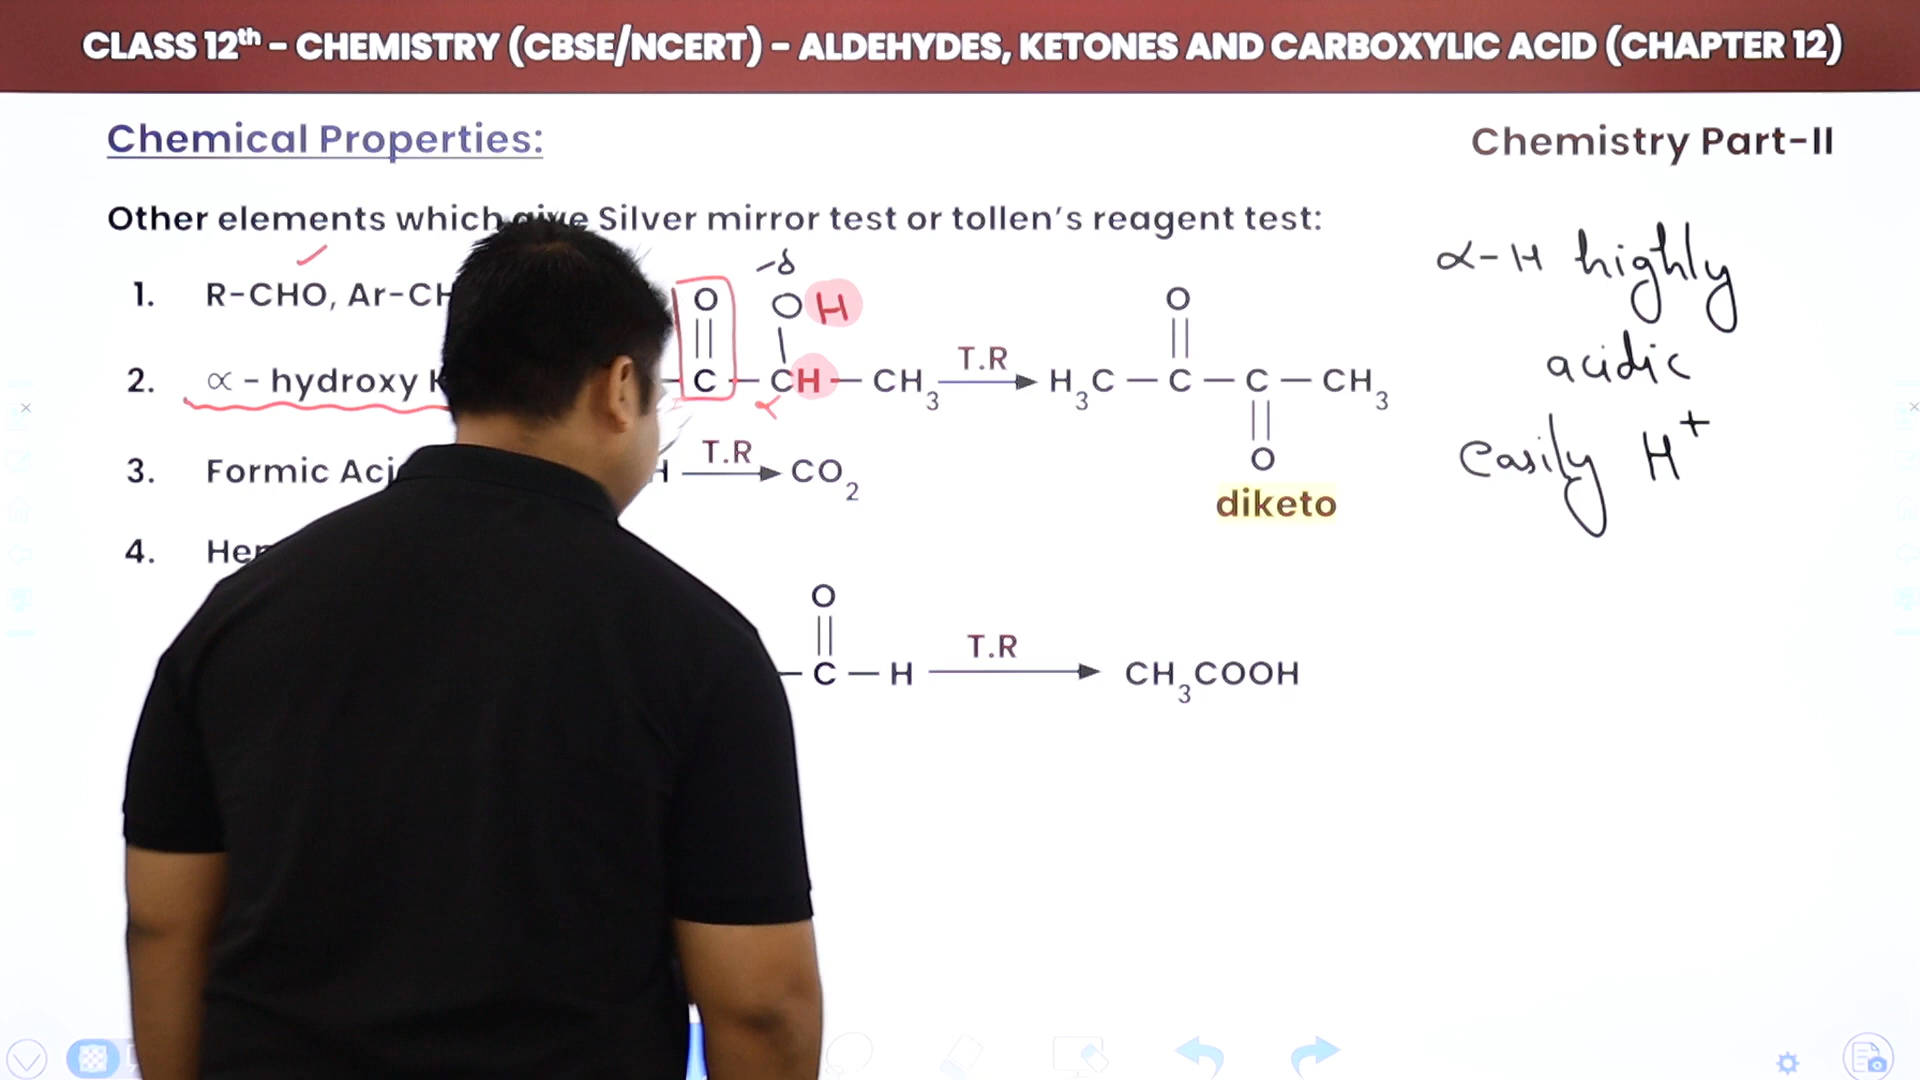 CLASS 12th - CHEMISTRY (CBSE/NCERT) - ALDEHYDES, KETONES AND CARBOXYLIC ACID (CHAPTER 12)
Chemical Properties:
Chemistry Part-II
Other elements which give Silver mirror test or tollen's reagent test:
1. R-CHO, Ar-CH
2. ∝ - hydroxy
O
-δ
OH
C — CH — CH3 T.R H3C — C — C — CH3
α
O
O
diketo
3. Formic H T.R CO2
4.
O
— C — H T.R CH3COOH
α-H highly
acidic
Easily H+